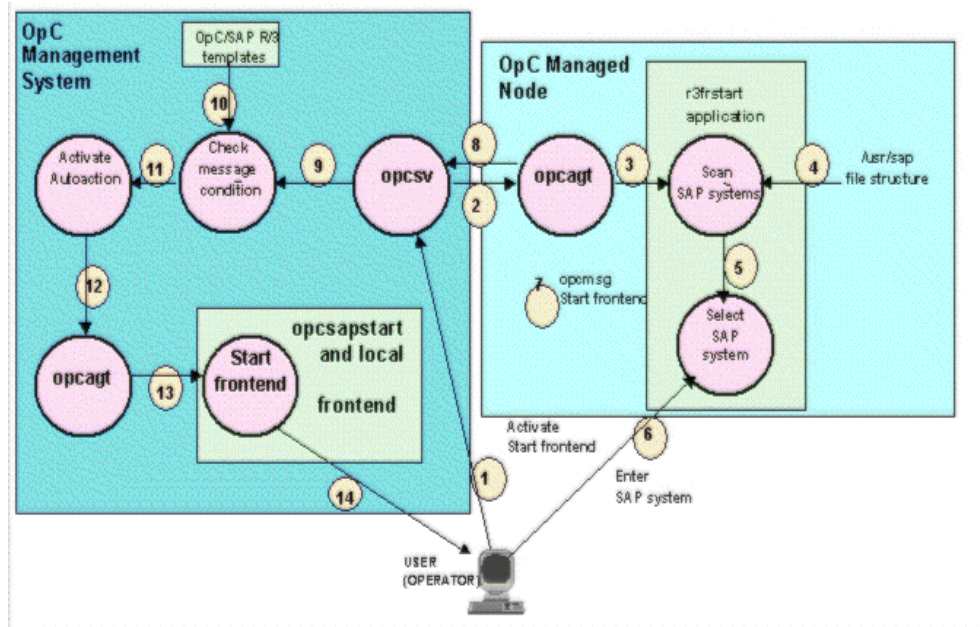 OpC
Management
System
OpC/SAP R/3
templates
10
Activate
Autoaction
11
Check
message
condition
9
opcsv
8
2
12
opcagt
13
Start
frontend
opcsapstart
and local
frontend
14
OpC Managed
Node
r3frstart
application
opcagt
3
Scan
SAP systems
4
/usr/sap
file structure
5
7
opcmsg
Start frontend
Select
SAP
system
Activate
Start frontend
6
1
Enter
SAP system
USER
(OPERATOR)